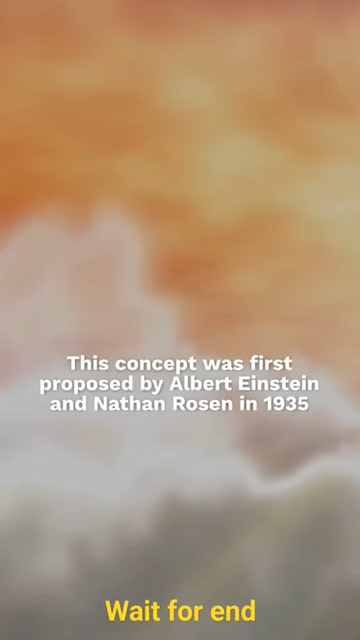 This concept was first
proposed by Albert Einstein
and Nathan Rosen in 1935
Wait for end